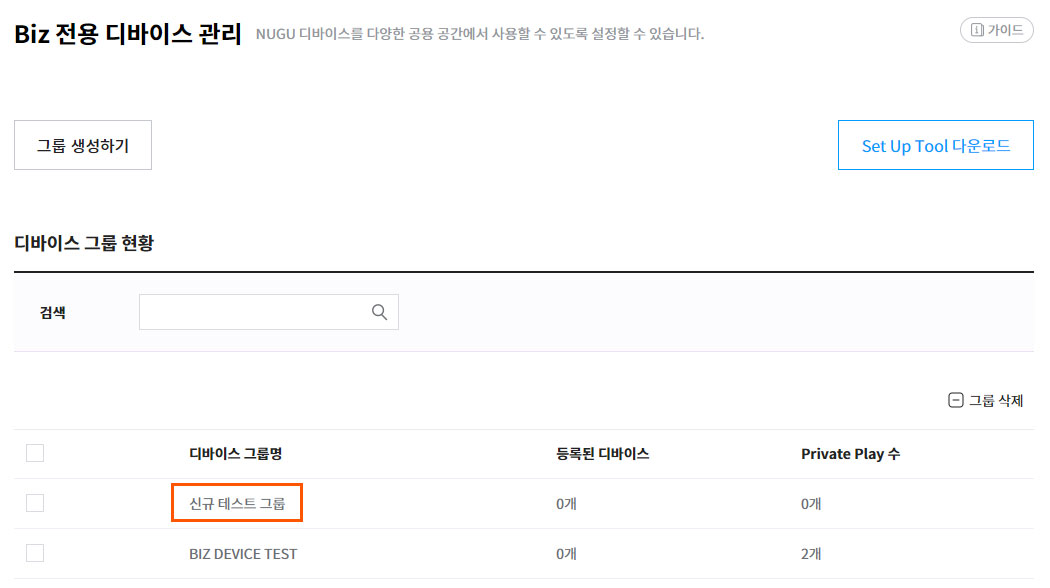 Biz 전용 디바이스 관리 NUGU 디바이스를 다양한 공용 공간에서 사용할 수 있도록 설정할 수 있습니다. 가이드
그룹 생성하기 Set Up Tool 다운로드
디바이스 그룹 현황
검색
그룹 삭제
디바이스 그룹명 등록된 디바이스 Private Play 수
신규 테스트 그룹 0개 0개
BIZ DEVICE TEST 0개 2개